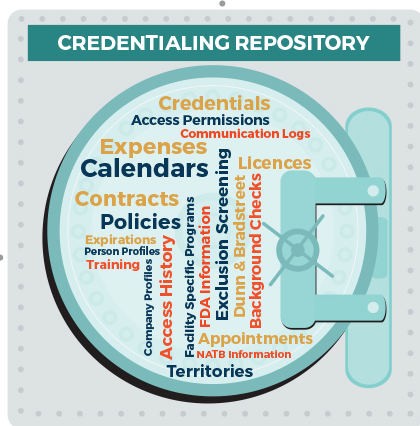 CREDENTIALING REPOSITORY
Credentials
Access Permissions
Communication Logs
Expenses
Calendars
Licences
Contracts
Policies
Expirations
Person Profiles
Training
Company Profiles
Access History
Facility Specific Programs
FDA Information
Exclusion Screening
Dunn & Bradstreet
Background Checks
Appointments
NATB Information
Territories